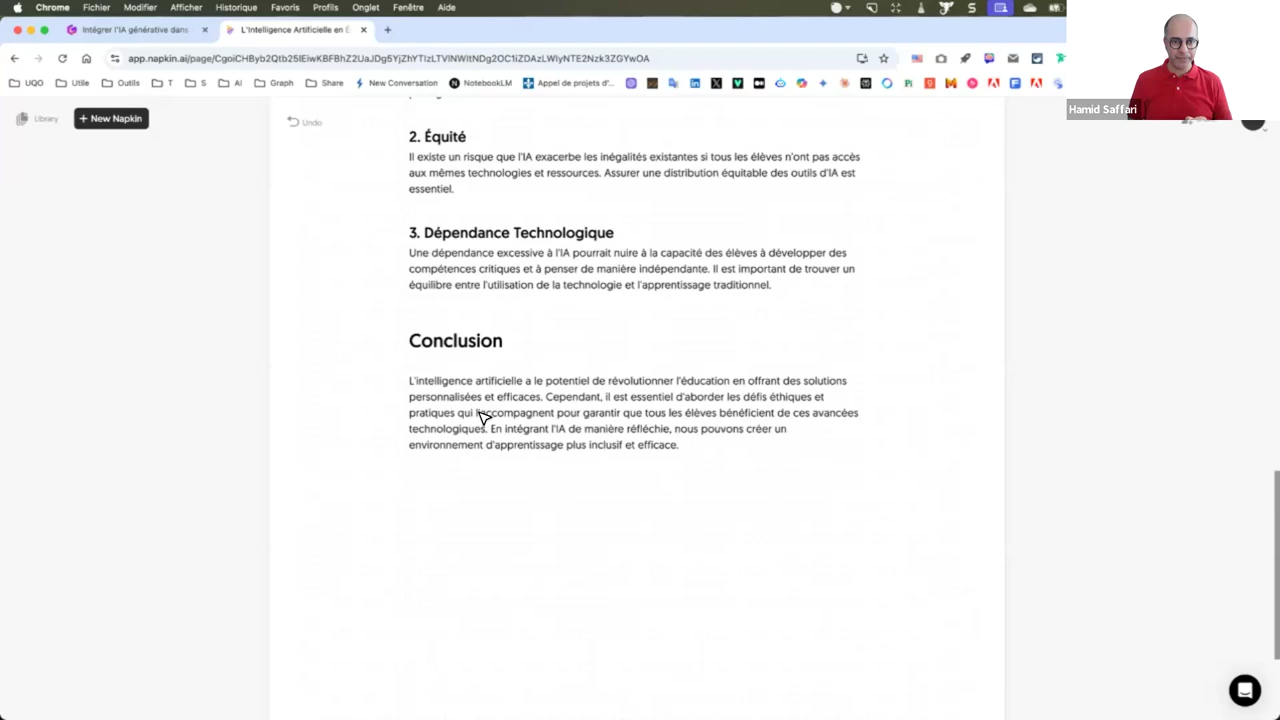 Chrome Fichier Modifier Afficher Historique Favoris Profils Onglet Fenêtre Aide
Intégrer l'IA générative dans
L'Intelligence Artificielle en É
UQO Utile Outils T S AI Graph Share New Conversation NotebookLM Appel de projets d'...
Hamid Saffari
Library
+ New Napkin
Undo
2. Équité
Il existe un risque que l'IA exacerbe les inégalités existantes si tous les élèves n'ont pas accès
aux mêmes technologies et ressources. Assurer une distribution équitable des outils d'IA est
essentiel.
3. Dépendance Technologique
Une dépendance excessive à l'IA pourrait nuire à la capacité des élèves à développer des
compétences critiques et à penser de manière indépendante. Il est important de trouver un
équilibre entre l'utilisation de la technologie et l'apprentissage traditionnel.
Conclusion
L'intelligence artificielle a le potentiel de révolutionner l'éducation en offrant des solutions
personnalisées et efficaces. Cependant, il est essentiel d'aborder les défis éthiques et
pratiques qui l'accompagnent pour garantir que tous les élèves bénéficient de ces avancées
technologiques. En intégrant l'IA de manière réfléchie, nous pouvons créer un
environnement d'apprentissage plus inclusif et efficace.